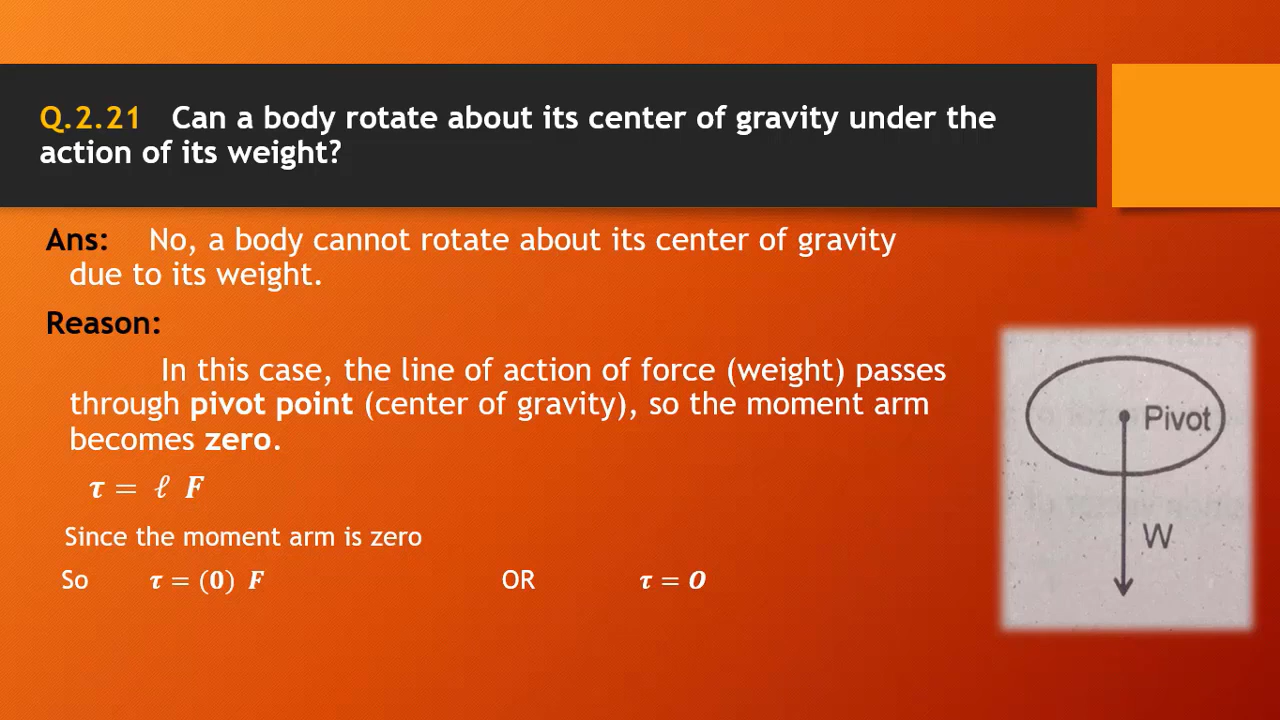 Q.2.21 Can a body rotate about its center of gravity under the
action of its weight?
Ans: No, a body cannot rotate about its center of gravity
due to its weight.
Reason:
In this case, the line of action of force (weight) passes
through pivot point (center of gravity), so the moment arm
becomes zero.
τ = ℓ F
Since the moment arm is zero
So τ = (0) F OR τ = O
Pivot
W